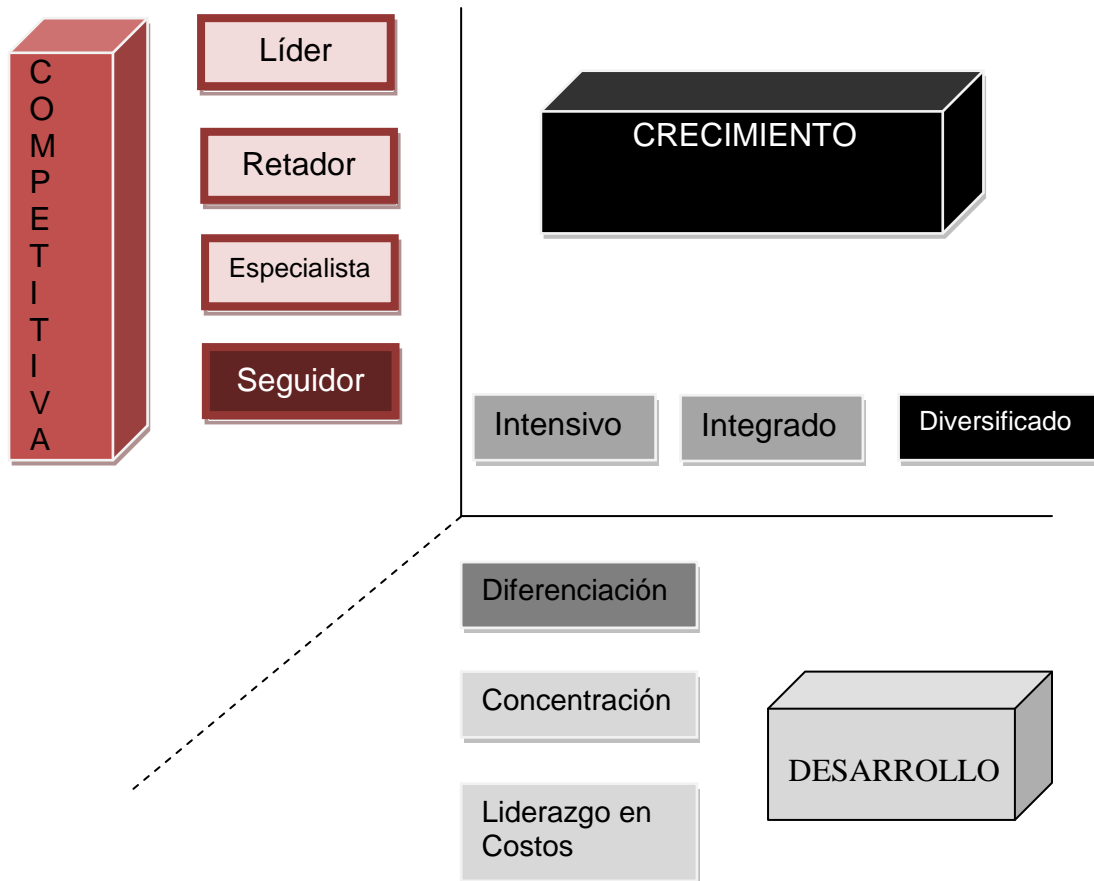 COMPETITIVA
Líder
Retador
Especialista
Seguidor
CRECIMIENTO
Intensivo
Integrado
Diversificado
Diferenciación
Concentración
Liderazgo en
Costos
DESARROLLO